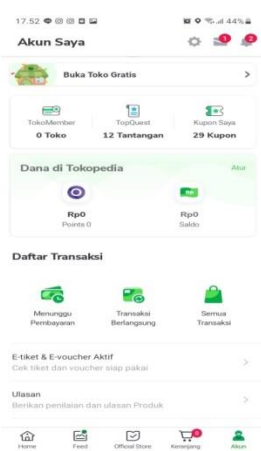 17.52
44%
Akun Saya
Buka Toko Gratis
TokoMember
TopQuest
Kupon Saya
0 Toko
12 Tantangan
29 Kupon
Dana di Tokopedia
Atur
Rp
Rp0
Rp0
Points 0
Saldo
Daftar Transaksi
Menunggu Pembayaran
Transaksi Berlangsung
Semua Transaksi
E-tiket & E-voucher Aktif
Cek tiket dan voucher siap pakai
Ulasan
Berikan penilaian dan ulasan Produk
Home
Feed
Official Store
Keranjang
Akun